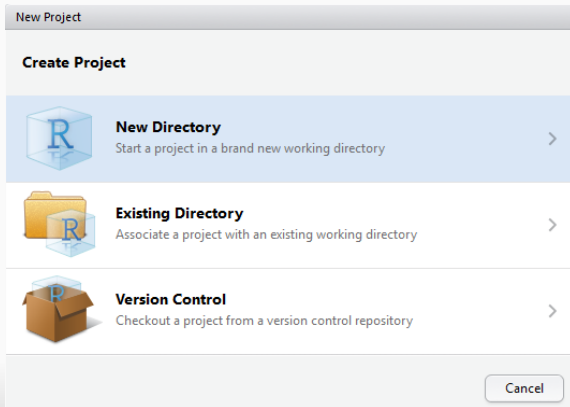 New Project
Create Project
R
New Directory
Start a project in a brand new working directory
R
Existing Directory
Associate a project with an existing working directory
R
Version Control
Checkout a project from a version control repository
Cancel